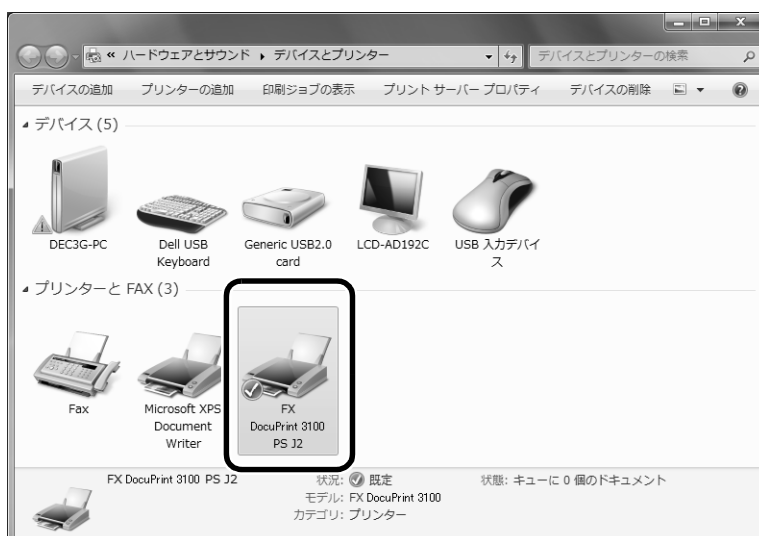 « ハードウェアとサウンド ▸ デバイスとプリンター
デバイスとプリンターの検索
デバイスの追加 プリンターの追加 印刷ジョブの表示 プリント サーバー プロパティ デバイスの削除
デバイス (5)
DEC3G-PC
Dell USB
Keyboard
Generic USB2.0
card
LCD-AD192C
USB 入力デバイ
ス
プリンターと FAX (3)
Fax
Microsoft XPS
Document
Writer
FX
DocuPrint 3100
PS J2
FX DocuPrint 3100 PS J2 状況: 既定 状態: キューに 0 個のドキュメント
モデル: FX DocuPrint 3100
カテゴリ: プリンター